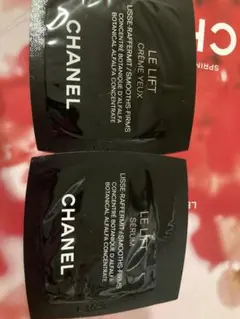 LE LIFT
CRÈME YEUX
LISSE-RAFFERMIT/SMOOTHS-FIRMS
CONCENTRÉ BOTANIQUE D'ALFALFA
BOTANICAL ALFALFA CONCENTRATE
CHANEL
LE LIFT
SÉRUM
LISSE-RAFFERMIT/SMOOTHS-FIRMS
CONCENTRÉ BOTANIQUE D'ALFALFA
BOTANICAL ALFALFA CONCENTRATE
CHANEL